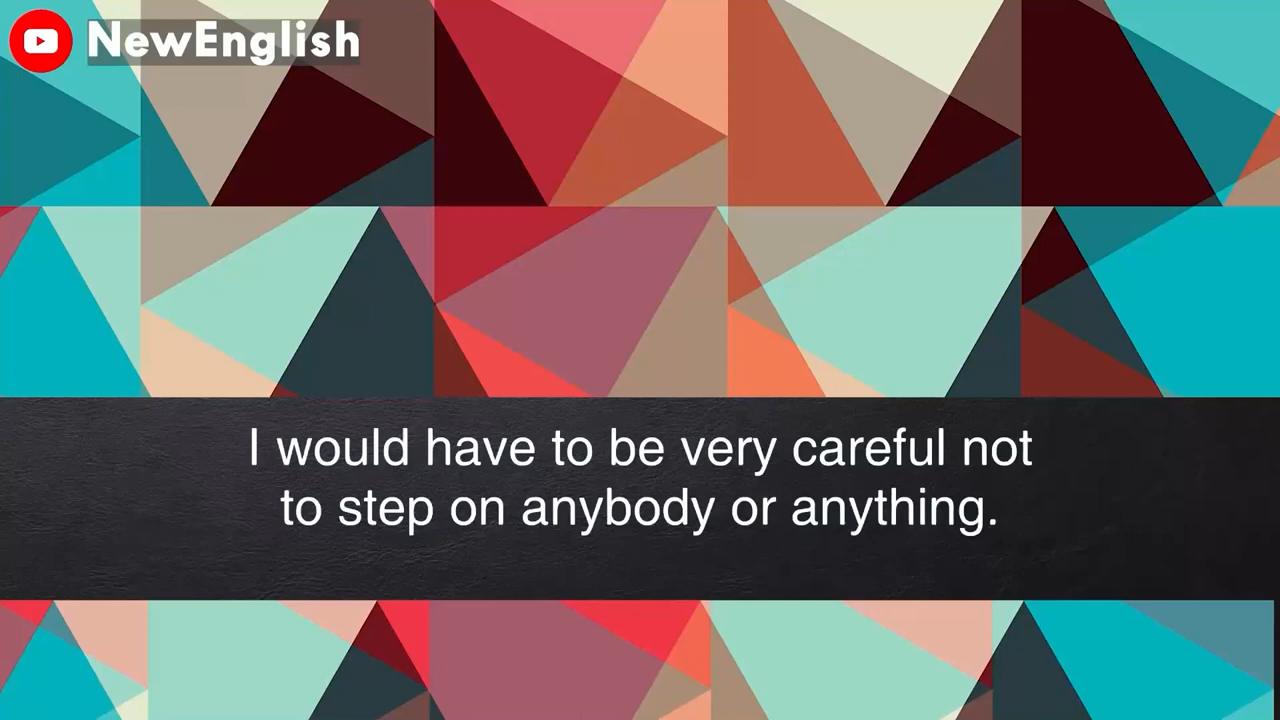 NewEnglish
I would have to be very careful not
to step on anybody or anything.